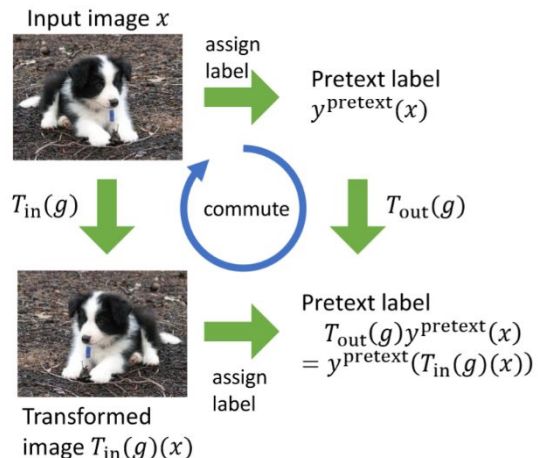 Input image x
assign
label
Pretext label
y^pretext(x)
T_in(g)
commute
T_out(g)
Pretext label
T_out(g)y^pretext(x)
= y^pretext(T_in(g)(x))
assign
label
Transformed
image T_in(g)(x)